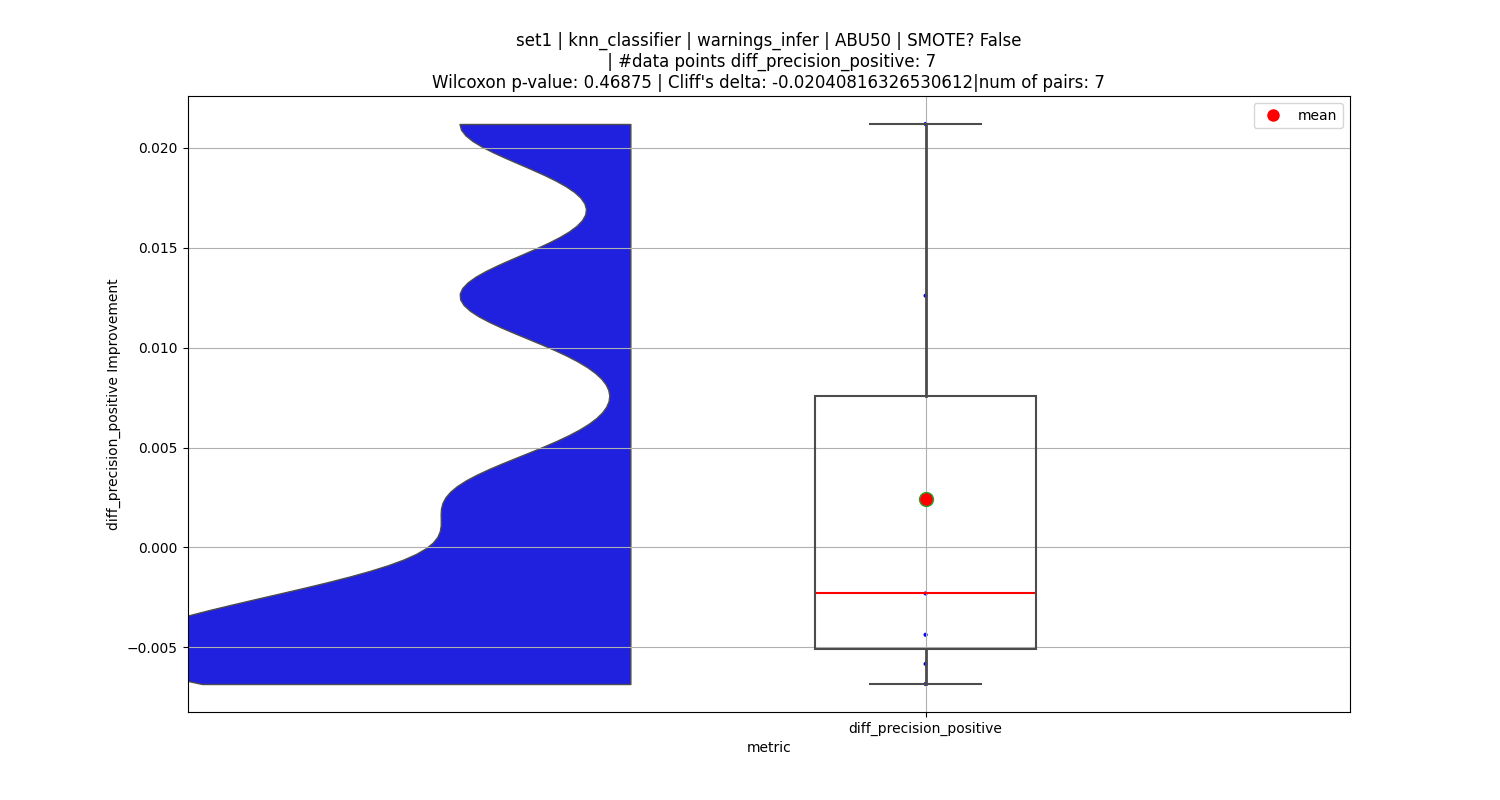 set1 | knn_classifier | warnings_infer | ABU50 | SMOTE? False
| #data points diff_precision_positive: 7
Wilcoxon p-value: 0.46875 | Cliff's delta: -0.02040816326530612|num of pairs: 7
mean
0.020
0.015
0.010
0.005
0.000
−0.005
diff_precision_positive Improvement
diff_precision_positive
metric